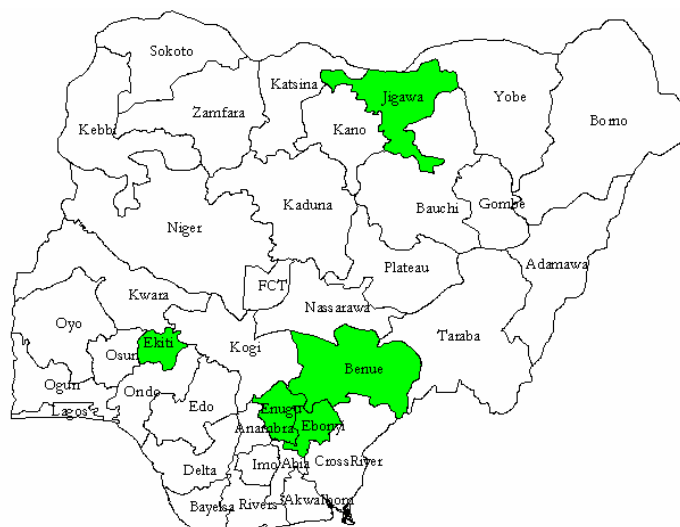 Sokoto
Katsina
Jigawa
Yobe
Zamfara
Borno
Kebbi
Kano
Kaduna
Bauchi
Gombe
Niger
Adamawa
Plateau
FCT
Kwara
Nassarawa
Oyo
Taraba
Ekiti
Osun
Kogi
Benue
Ogun
Ondo
Lagos
Edo
Enugu
Anambra
Ebonyi
Imo
Abia
CrossRiver
Delta
Bayelsa
Rivers
AkwaIbom